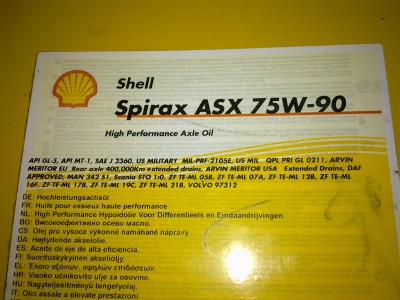 Shell
Spirax ASX 75W-90
High Performance Axle Oil
API GL-5, API MT-1, SAE J 2360, US MILITARY MIL-PRF-2105E, US MIL QPL PRI GL 0211, ARVIN
MERITOR EU Rear axle 400,000Km extended drains, ARVIN MERITOR USA Extended Drains, DAF
APPROVED, MAN 342 S1, Scania STO 1:0, ZF TE-ML 05B, ZF TE-ML 07A, ZF TE-ML 12B, ZF TE-ML
16F, ZF TE-ML 17B, ZF TE-ML 19C, ZF TE-ML 21B, VOLVO 97312
DE: Hochleistungsachsöl
FR: Huile pour essieux haute performance
NL: High Performance Hypoidolie Voor Differentieels en Eindaandrijvingen
BG: Високоефективно осево масло.
CS: Olej pro vysoce výkonné namáhané nápravy.
DA: Højtydende akselolie.
ES: Aceite de eje de alta eficiencia.
FI: Suorituskykyinen akseliöljy.
EL: Έλαιο αξόνων, υψηλών επιδόσεων.
HR: Visoko učinkovito ulje za osovine.
HU: Nagyteljesítményű tengelyolaj.
IT: Olio assale a elevate prestazioni